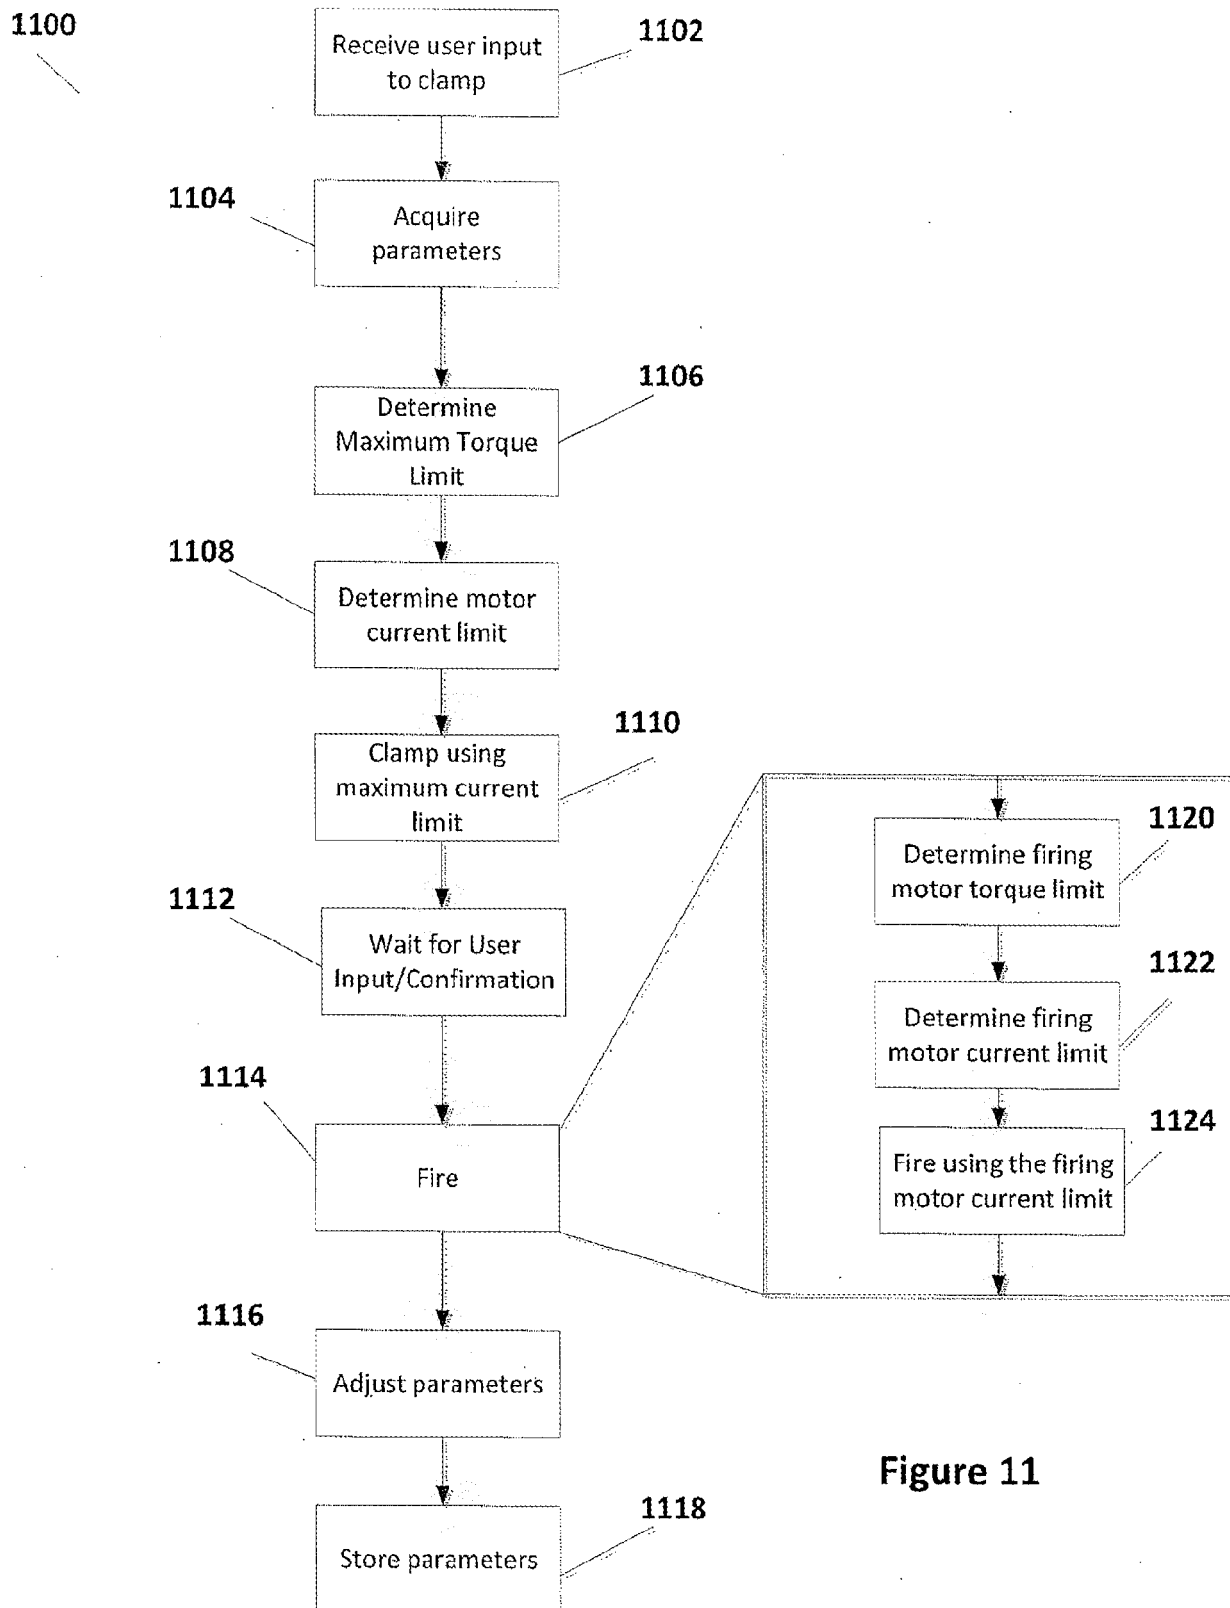 1100
Receive user input
to clamp
1102
1104
Acquire
parameters
1106
Determine
Maximum Torque
Limit
1108
Determine motor
current limit
1110
Clamp using
maximum current
limit
1112
Wait for User
Input/Confirmation
1114
Fire
1120
Determine firing
motor torque limit
1122
Determine firing
motor current limit
1124
Fire using the firing
motor current limit
1116
Adjust parameters
1118
Store parameters
Figure 11